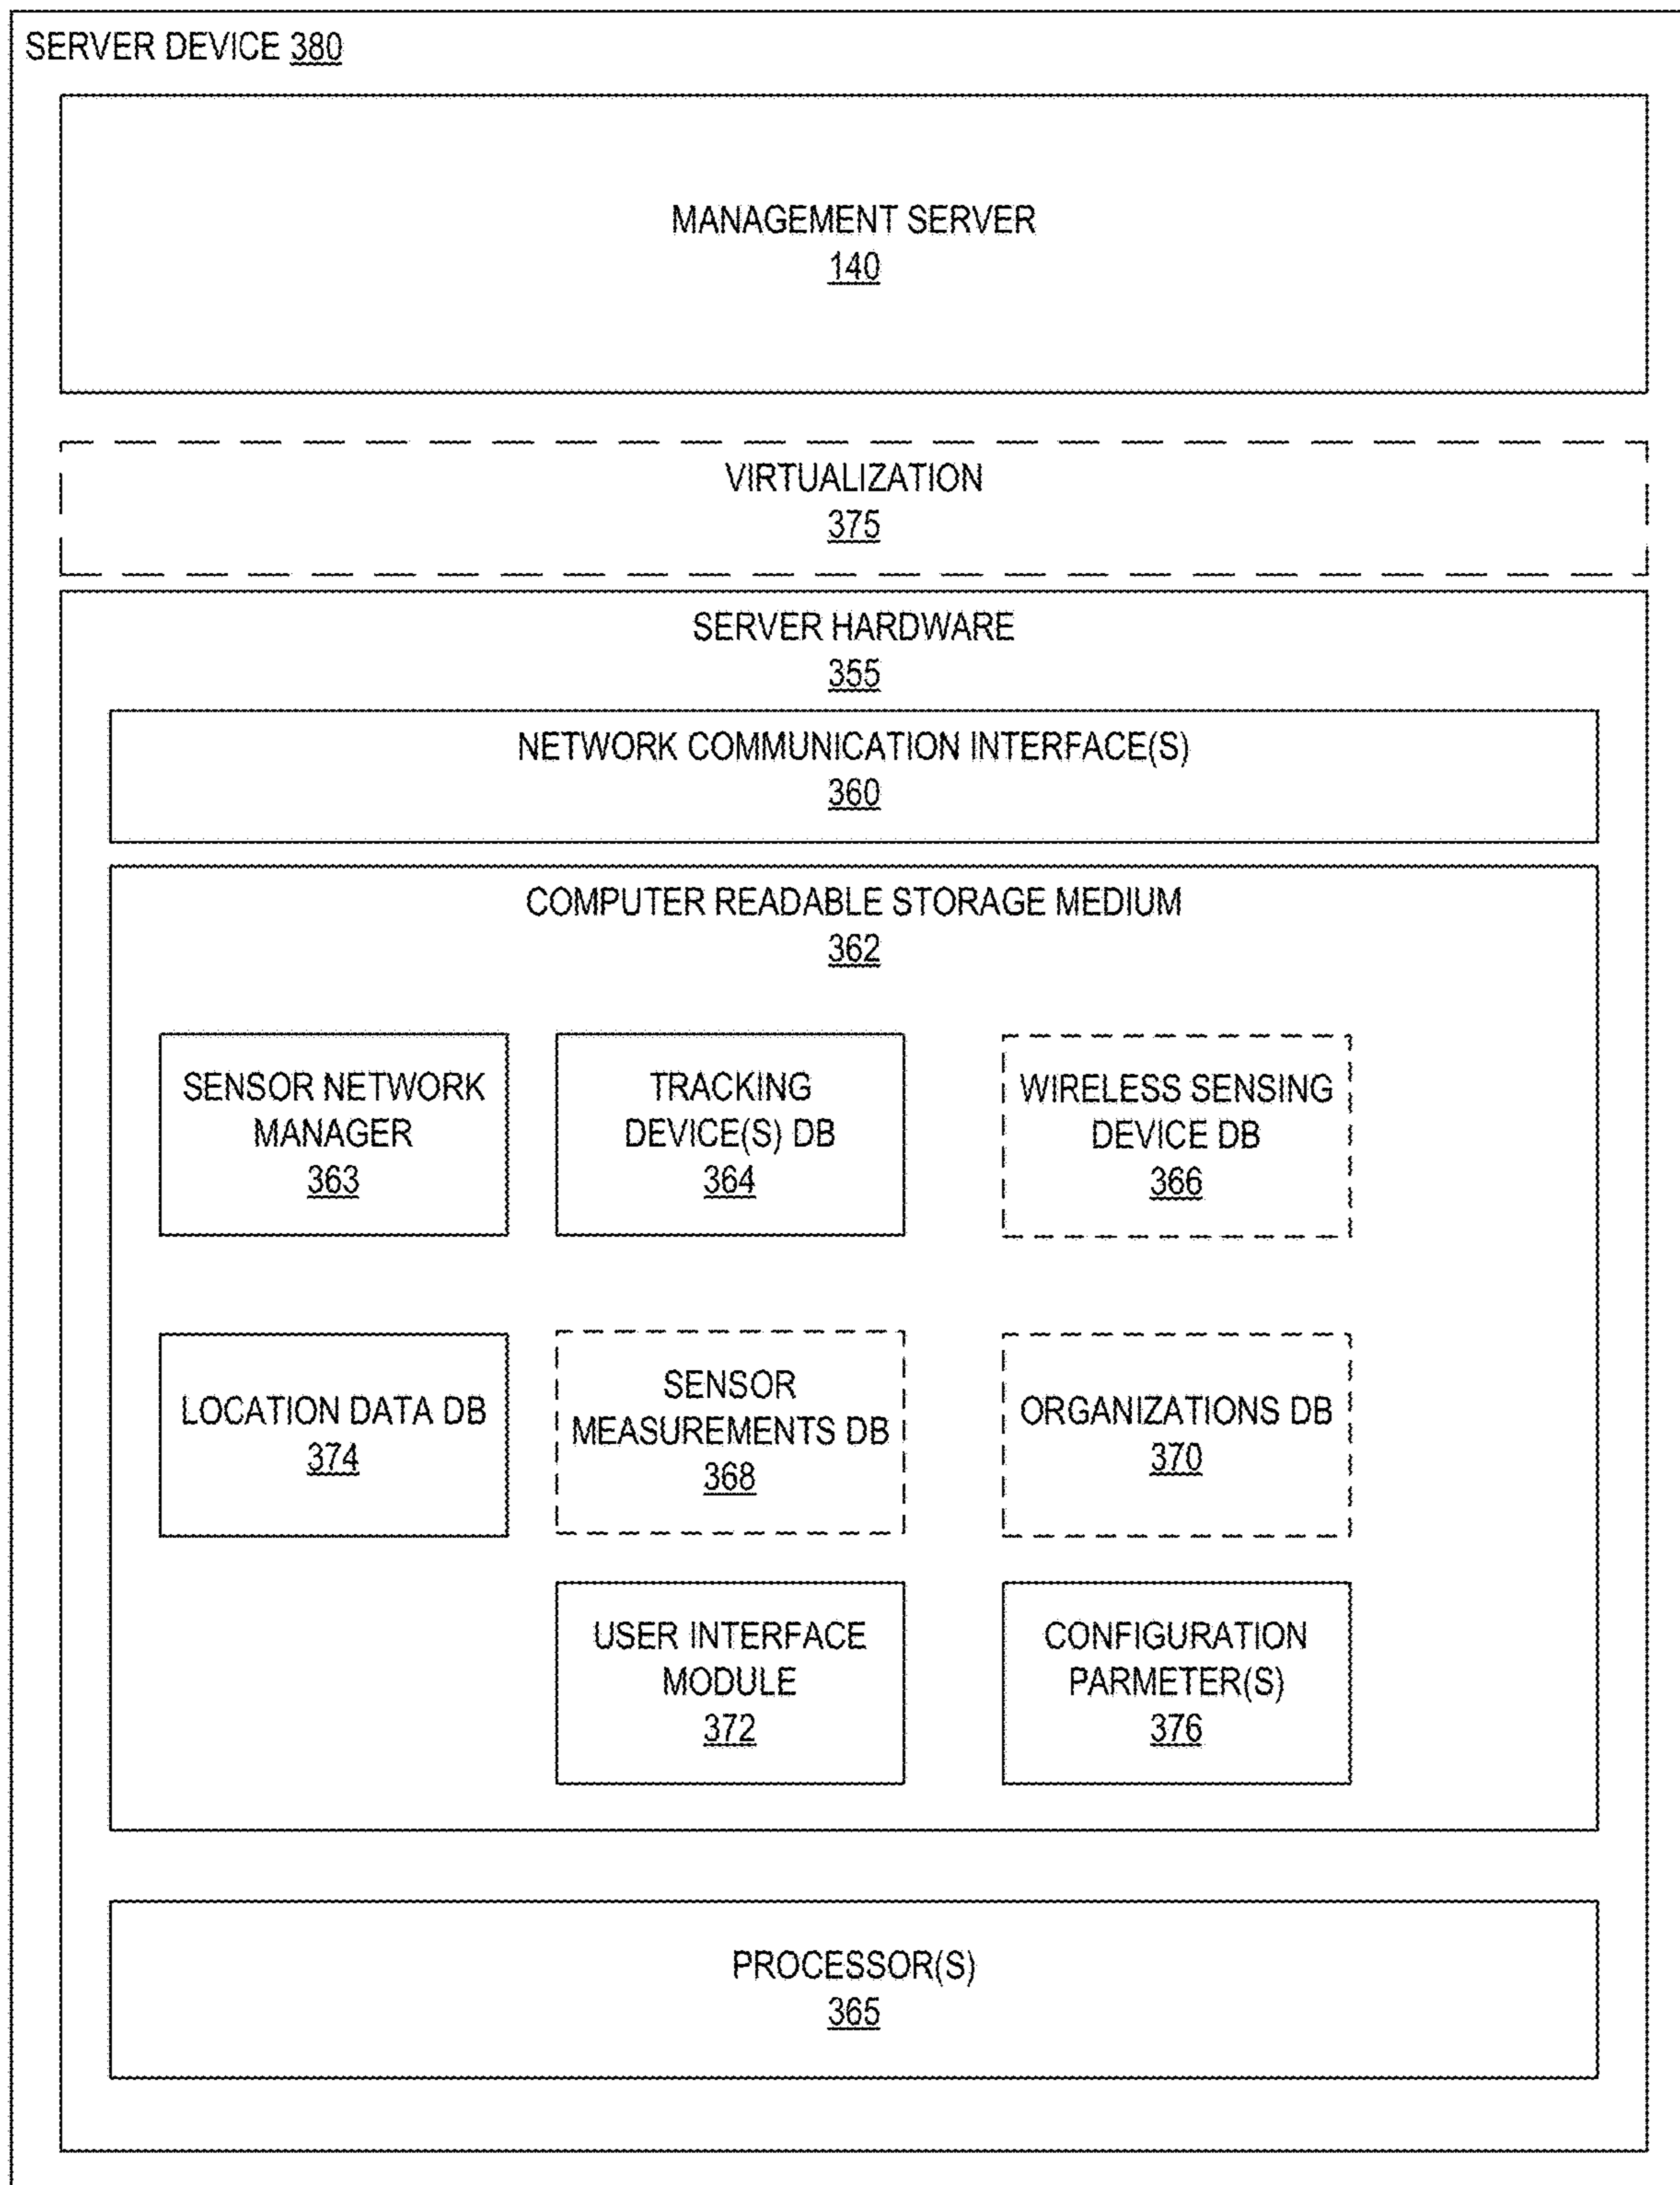 SERVER DEVICE 380
MANAGEMENT SERVER
140
VIRTUALIZATION
375
SERVER HARDWARE
355
NETWORK COMMUNICATION INTERFACE(S)
360
COMPUTER READABLE STORAGE MEDIUM
362
SENSOR NETWORK
MANAGER
363
TRACKING
DEVICE(S) DB
364
WIRELESS SENSING
DEVICE DB
366
LOCATION DATA DB
374
SENSOR
MEASUREMENTS DB
368
ORGANIZATIONS DB
370
USER INTERFACE
MODULE
372
CONFIGURATION
PARMETER(S)
376
PROCESSOR(S)
365